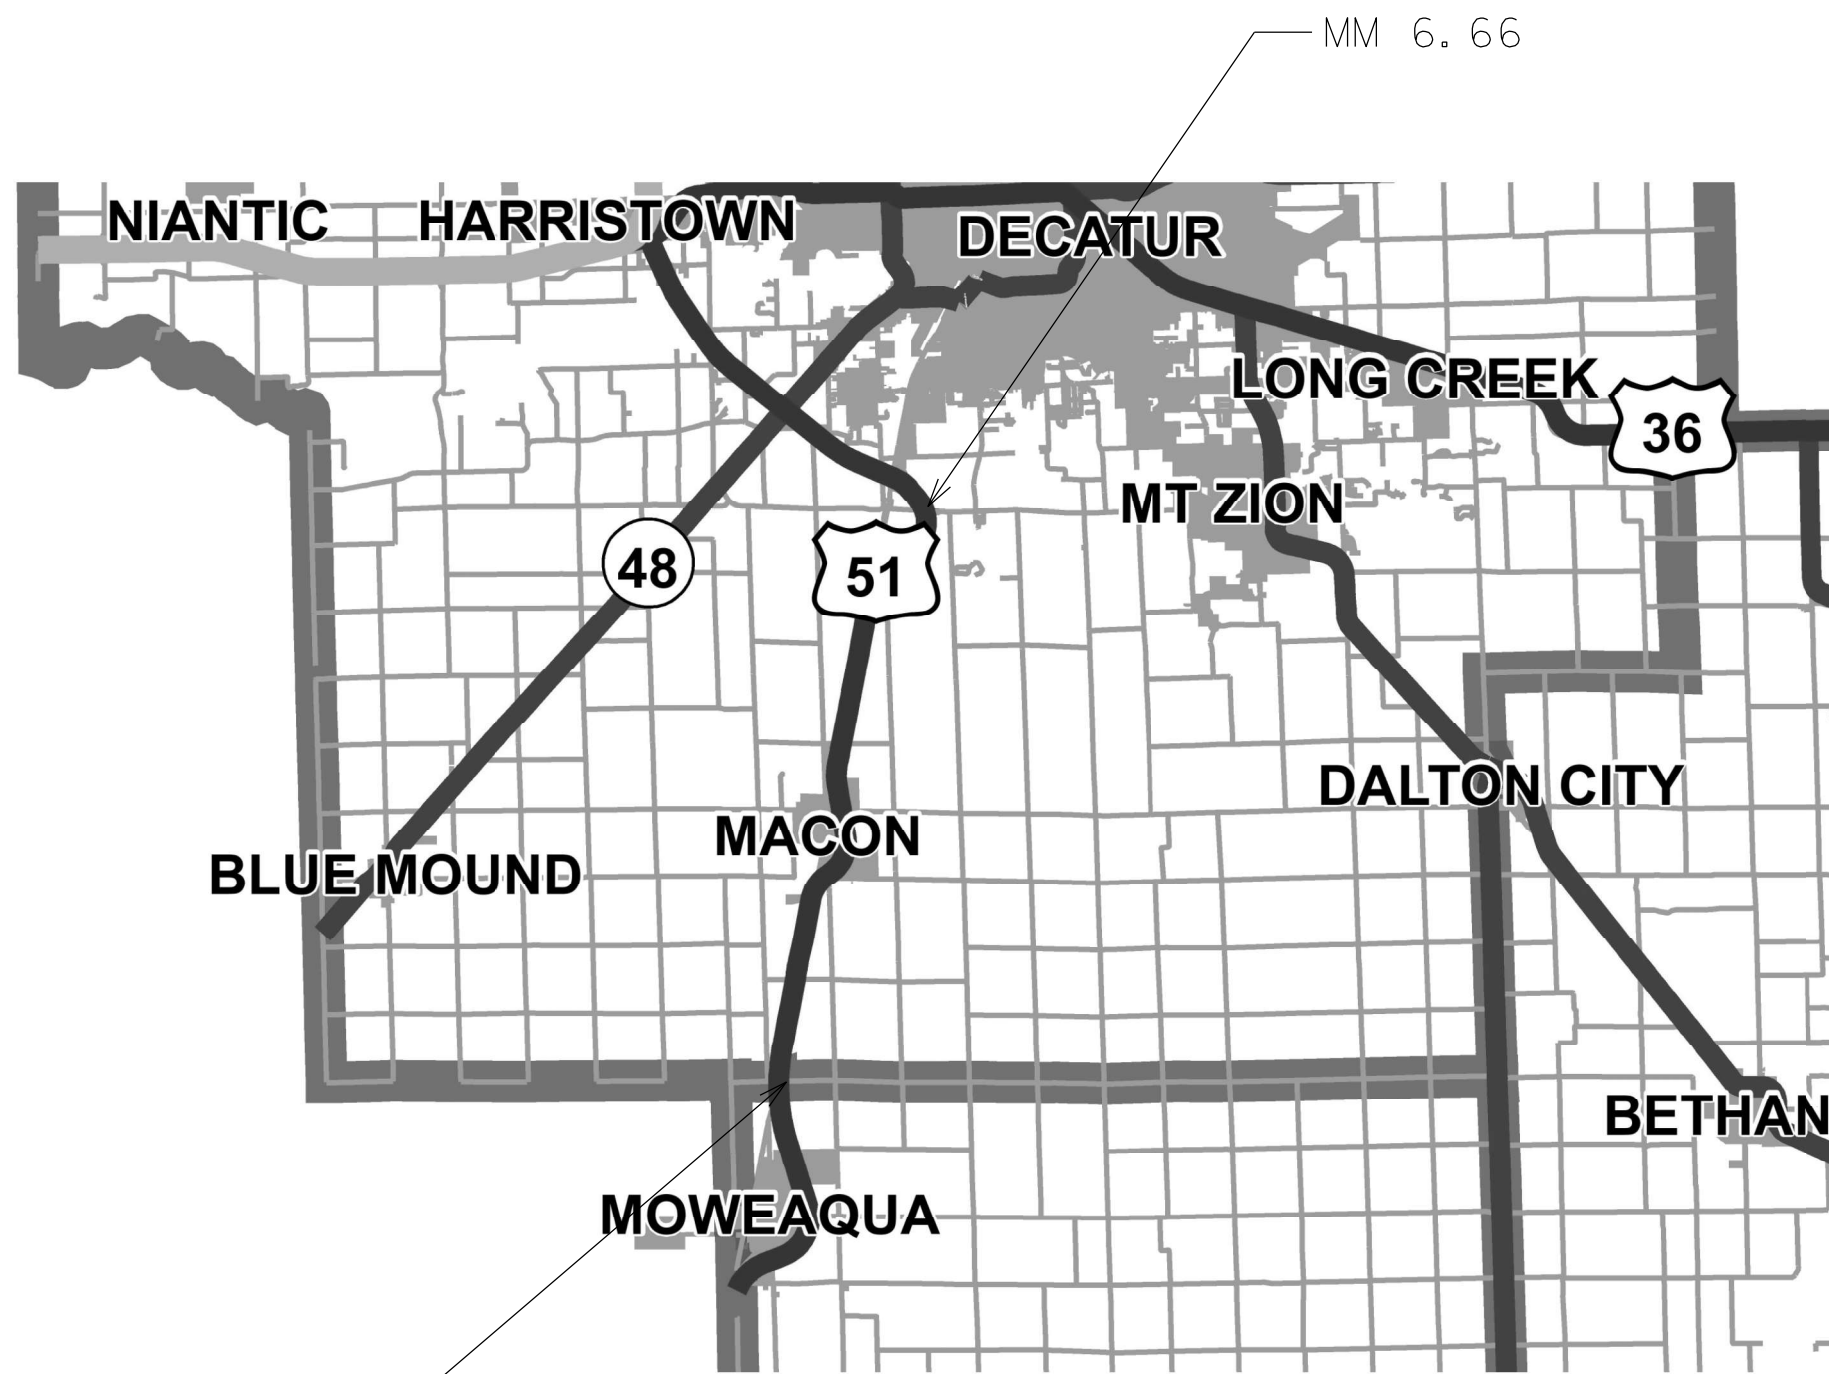 MM 6.66
NIANTIC
HARRISTOWN
DECATUR
LONG CREEK
36
MT ZION
48
51
DALTON CITY
MACON
BLUE MOUND
BETHAN
MOWEAQUA